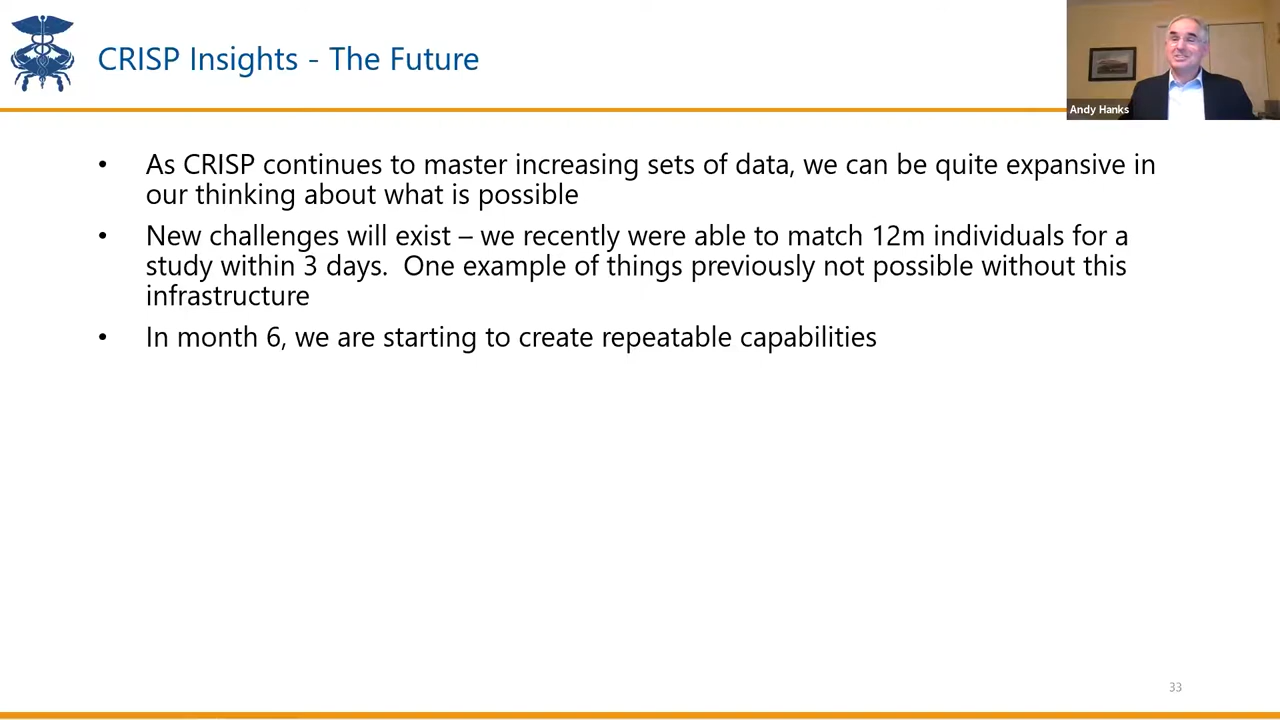 CRISP Insights - The Future
Andy Hanks
• As CRISP continues to master increasing sets of data, we can be quite expansive in
our thinking about what is possible
• New challenges will exist – we recently were able to match 12m individuals for a
study within 3 days.  One example of things previously not possible without this
infrastructure
• In month 6, we are starting to create repeatable capabilities
33